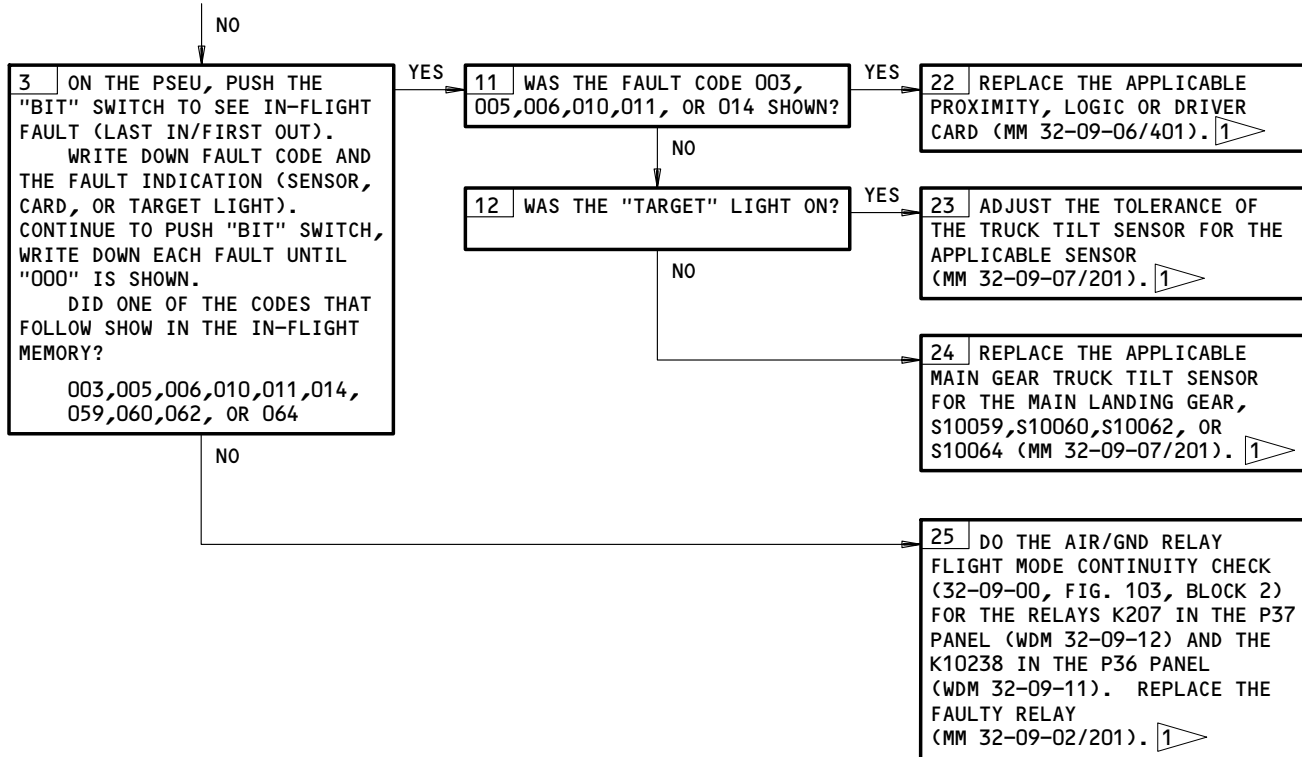 NO
3 ON THE PSEU, PUSH THE
"BIT" SWITCH TO SEE IN-FLIGHT
FAULT (LAST IN/FIRST OUT).
WRITE DOWN FAULT CODE AND
THE FAULT INDICATION (SENSOR,
CARD, OR TARGET LIGHT).
CONTINUE TO PUSH "BIT" SWITCH,
WRITE DOWN EACH FAULT UNTIL
"000" IS SHOWN.
DID ONE OF THE CODES THAT
FOLLOW SHOW IN THE IN-FLIGHT
MEMORY?
003,005,006,010,011,014,
059,060,062, OR 064
YES
11 WAS THE FAULT CODE 003,
005,006,010,011, OR 014 SHOWN?
YES
22 REPLACE THE APPLICABLE
PROXIMITY, LOGIC OR DRIVER
CARD (MM 32-09-06/401). 1
NO
12 WAS THE "TARGET" LIGHT ON?
YES
23 ADJUST THE TOLERANCE OF
THE TRUCK TILT SENSOR FOR THE
APPLICABLE SENSOR
(MM 32-09-07/201). 1
NO
24 REPLACE THE APPLICABLE
MAIN GEAR TRUCK TILT SENSOR
FOR THE MAIN LANDING GEAR,
S10059,S10060,S10062, OR
S10064 (MM 32-09-07/201). 1
NO
25 DO THE AIR/GND RELAY
FLIGHT MODE CONTINUITY CHECK
(32-09-00, FIG. 103, BLOCK 2)
FOR THE RELAYS K207 IN THE P37
PANEL (WDM 32-09-12) AND THE
K10238 IN THE P36 PANEL
(WDM 32-09-11). REPLACE THE
FAULTY RELAY
(MM 32-09-02/201). 1